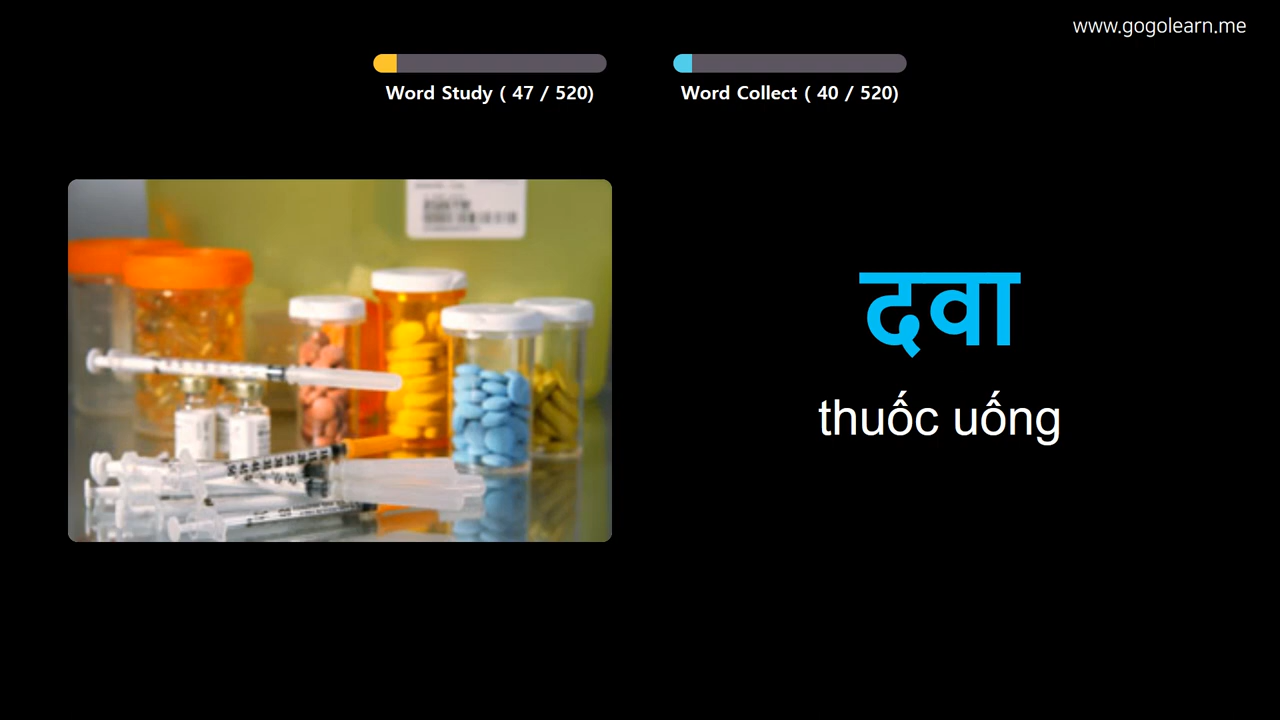 www.gogolearn.me
Word Study ( 47 / 520)
Word Collect ( 40 / 520)
दवा
thuốc uống